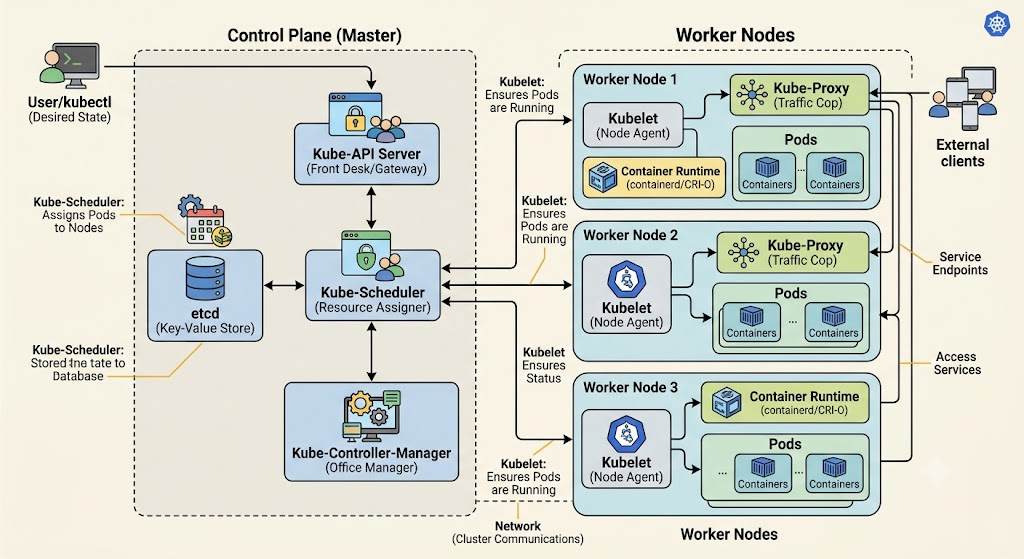 Control Plane (Master)
Worker Nodes
User/kubectl
(Desired State)
Kube-API Server
(Front Desk/Gateway)
Kube-Scheduler:
Assigns Pods
to Nodes
etcd
(Key-Value Store)
Kube-Scheduler
(Resource Assigner)
Kube-Scheduler:
Stored tate to
Database
Kube-Controller-Manager
(Office Manager)
Kubelet:
Ensures Pods
are Running
Kubelet:
Ensures
Pods are
Running
Kubelet
Ensures
Status
Kubelet:
Ensures Pods
are Running
Network
(Cluster Communications)
Worker Node 1
Kubelet
(Node Agent)
Kube-Proxy
(Traffic Cop)
Container Runtime
(containerd/CRI-O)
Pods
Containers
...
Containers
Worker Node 2
Kubelet
(Node Agent)
Kube-Proxy
(Traffic Cop)
Pods
Containers
...
Containers
Worker Node 3
Kubelet
(Node Agent)
Container Runtime
(containerd/CRI-O)
Pods
...
Containers
...
Containers
Worker Nodes
External
clients
Service
Endpoints
Access
Services